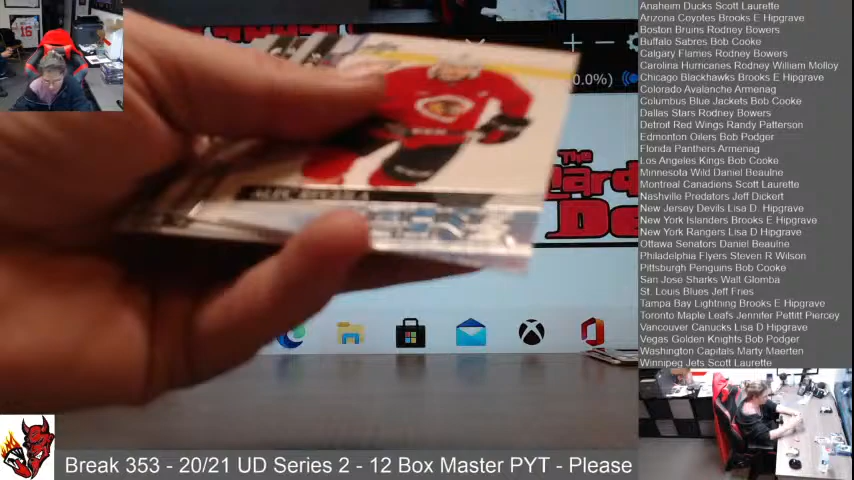 Anaheim Ducks Scott Laurette
Arizona Coyotes Brooks E Hipgrave
Boston Bruins Rodney Bowers
Buffalo Sabres Bob Cooke
Calgary Flames Rodney Bowers
Carolina Hurricanes Rodney William Molloy
Chicago Blackhawks Brooks E Hipgrave
Colorado Avalanche Armenag
Columbus Blue Jackets Bob Cooke
Dallas Stars Rodney Bowers
Detroit Red Wings Randy Patterson
Edmonton Oilers Bob Podger
Florida Panthers Armenag
Los Angeles Kings Bob Cooke
Minnesota Wild Daniel Beaulne
Montreal Canadiens Scott Laurette
Nashville Predators Jeff Dickert
New Jersey Devils Lisa D. Hipgrave
New York Islanders Brooks E Hipgrave
New York Rangers Lisa D Hipgrave
Ottawa Senators Daniel Beaulne
Philadelphia Flyers Steven R Wilson
Pittsburgh Penguins Bob Cooke
San Jose Sharks Walt Glomba
St. Louis Blues Jeff Fries
Tampa Bay Lightning Brooks E Hipgrave
Toronto Maple Leafs Jennifer Pettitt Piercey
Vancouver Canucks Lisa D Hipgrave
Vegas Golden Knights Bob Podger
Washington Capitals Marty Maerten
Winnipeg Jets Scott Laurette
0.0%)
The
16
Break 353 - 20/21 UD Series 2 - 12 Box Master PYT - Please